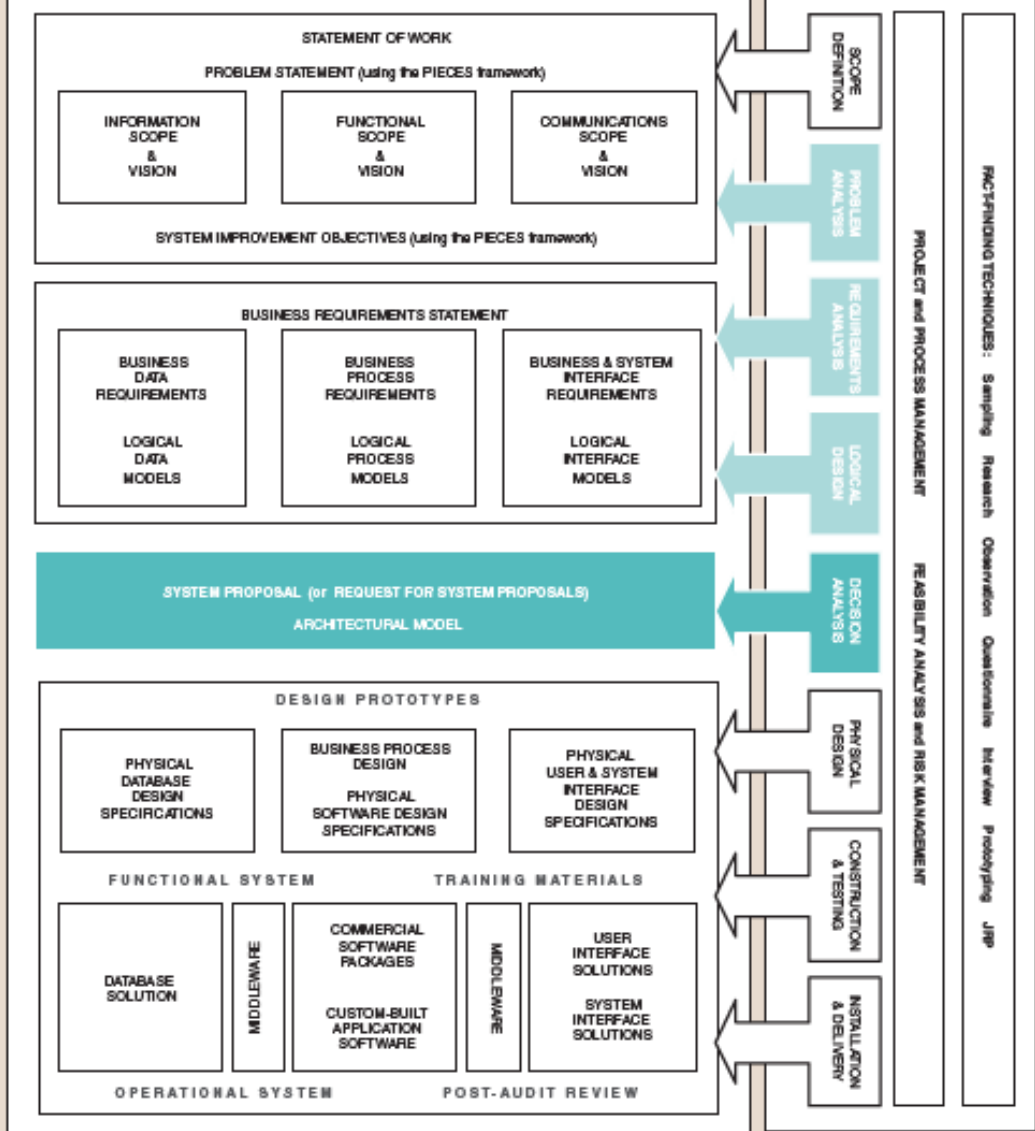 STATEMENT OF WORK
PROBLEM STATEMENT (using the PIECES framework)
INFORMATION
SCOPE
&
VISION
FUNCTIONAL
SCOPE
&
VISION
COMMUNICATIONS
SCOPE
&
VISION
SYSTEM IMPROVEMENT OBJECTIVES (using the PIECES framework)
BUSINESS REQUIREMENTS STATEMENT
BUSINESS
DATA
REQUIREMENTS
LOGICAL
DATA
MODELS
BUSINESS
PROCESS
REQUIREMENTS
LOGICAL
PROCESS
MODELS
BUSINESS & SYSTEM
INTERFACE
REQUIREMENTS
LOGICAL
INTERFACE
MODELS
SYSTEM PROPOSAL (or REQUEST FOR SYSTEM PROPOSALS)
ARCHITECTURAL MODEL
DESIGN PROTOTYPES
PHYSICAL
DATABASE
DESIGN
SPECIFICATIONS
BUSINESS PROCESS
DESIGN
PHYSICAL
SOFTWARE DESIGN
SPECIFICATIONS
PHYSICAL
USER & SYSTEM
INTERFACE
DESIGN
SPECIFICATIONS
FUNCTIONAL SYSTEM
TRAINING MATERIALS
DATABASE
SOLUTION
MIDDLEWARE
COMMERCIAL
SOFTWARE
PACKAGES
CUSTOM-BUILT
APPLICATION
SOFTWARE
MIDDLEWARE
USER
INTERFACE
SOLUTIONS
SYSTEM
INTERFACE
SOLUTIONS
OPERATIONAL SYSTEM
POST-AUDIT REVIEW
SCOPE
DEFINITION
PROBLEM
ANALYSIS
REQUIREMENTS
ANALYSIS
LOGICAL
DESIGN
DECISION
ANALYSIS
PHYSICAL
DESIGN
CONSTRUCTION
& TESTING
INSTALLATION
& DELIVERY
PROJECT and PROCESS MANAGEMENT
FEASIBILITY ANALYSIS and RISK MANAGEMENT
FACT-FINDING TECHNIQUES: Sampling Research Observation Questionnaire Interview Prototyping JRP